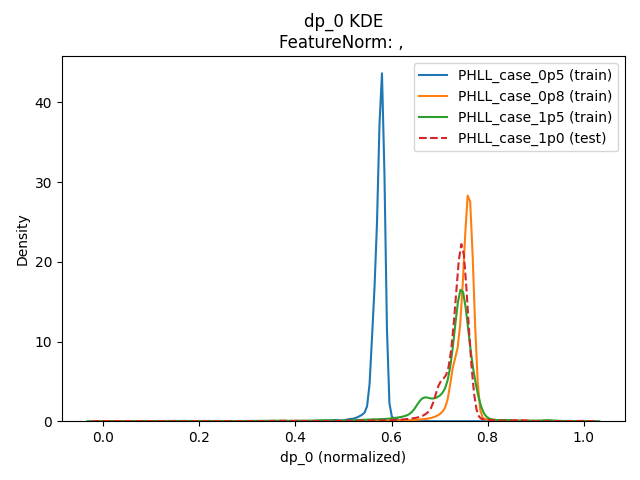 dp_0 KDE
FeatureNorm: ,
PHLL_case_0p5 (train)
PHLL_case_0p8 (train)
PHLL_case_1p5 (train)
PHLL_case_1p0 (test)
Density
40
30
20
10
0
0.0 0.2 0.4 0.6 0.8 1.0
dp_0 (normalized)